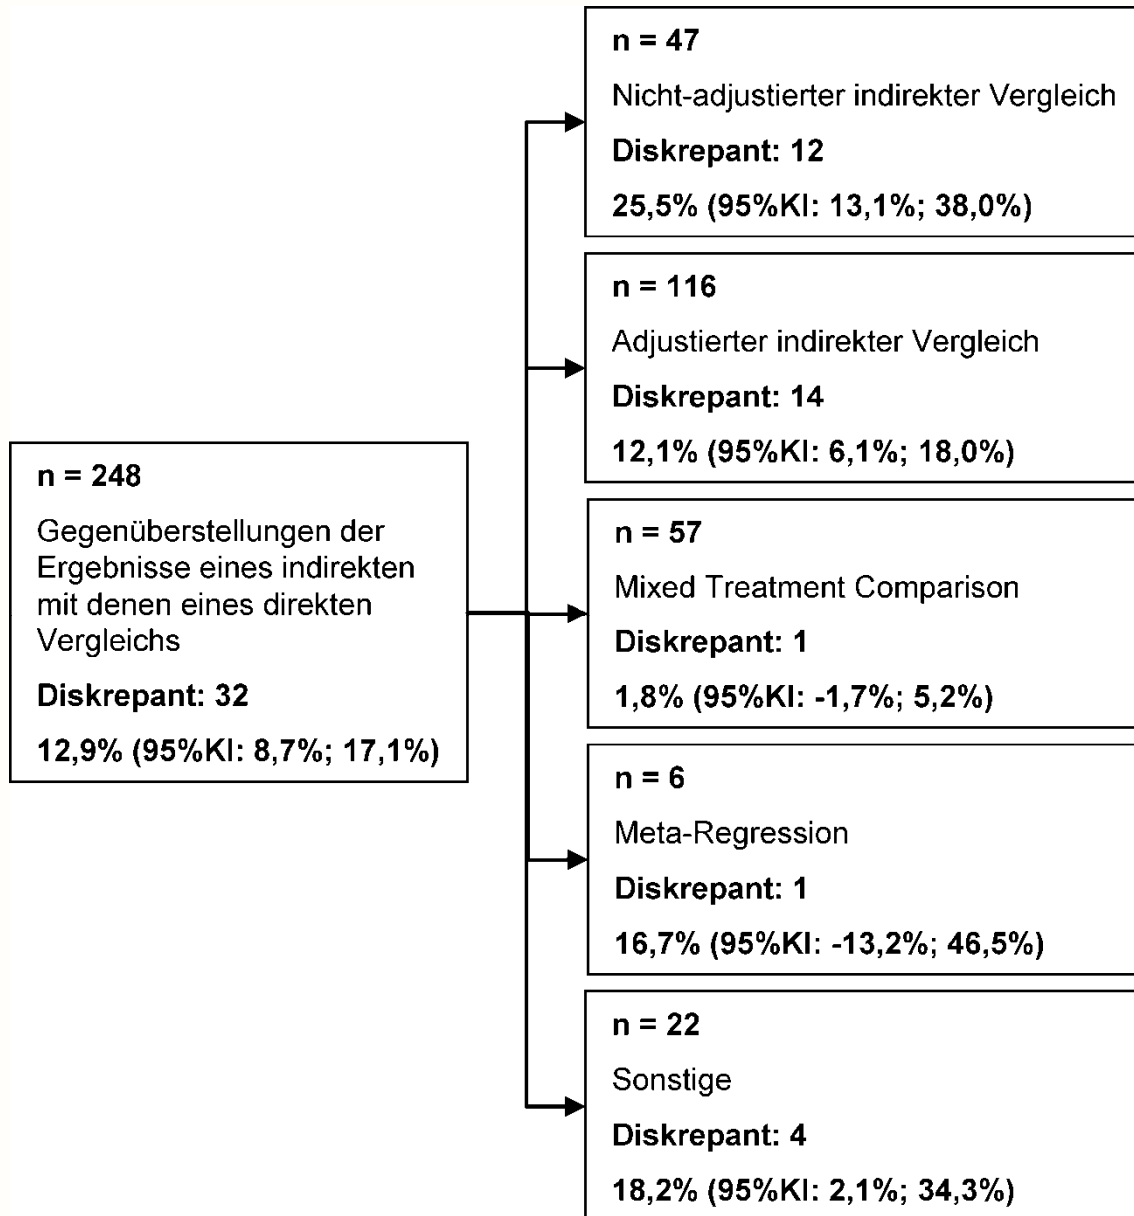 n = 248
Gegenüberstellungen der
Ergebnisse eines indirekten
mit denen eines direkten
Vergleichs
Diskrepant: 32
12,9% (95%KI: 8,7%; 17,1%)
n = 47
Nicht-adjustierter indirekter Vergleich
Diskrepant: 12
25,5% (95%KI: 13,1%; 38,0%)
n = 116
Adjustierter indirekter Vergleich
Diskrepant: 14
12,1% (95%KI: 6,1%; 18,0%)
n = 57
Mixed Treatment Comparison
Diskrepant: 1
1,8% (95%KI: -1,7%; 5,2%)
n = 6
Meta-Regression
Diskrepant: 1
16,7% (95%KI: -13,2%; 46,5%)
n = 22
Sonstige
Diskrepant: 4
18,2% (95%KI: 2,1%; 34,3%)